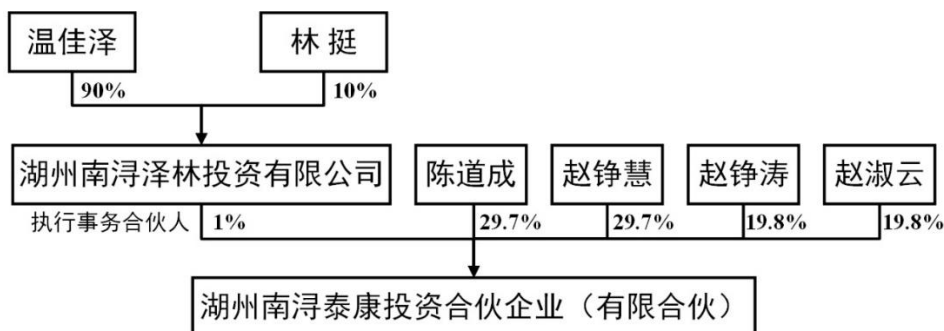 温佳泽
林 挺
90%
10%
湖州南浔泽林投资有限公司
陈道成
赵铮慧
赵铮涛
赵淑云
执行事务合伙人
1%
29.7%
29.7%
19.8%
19.8%
湖州南浔泰康投资合伙企业（有限合伙）